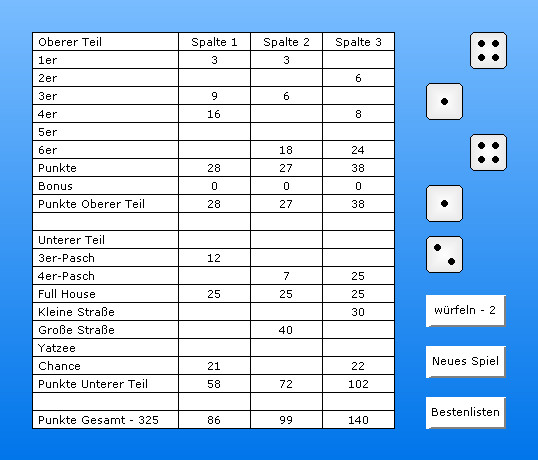 Oberer Teil Spalte 1 Spalte 2 Spalte 3
1er 3 3
2er 6
3er 9 6
4er 16 8
5er
6er 18 24
Punkte 28 27 38
Bonus 0 0 0
Punkte Oberer Teil 28 27 38
Unterer Teil
3er-Pasch 12
4er-Pasch 7 25
Full House 25 25 25
Kleine Straße 30
Große Straße 40
Yatzee
Chance 21 22
Punkte Unterer Teil 58 72 102
Punkte Gesamt - 325 86 99 140
würfeln - 2
Neues Spiel
Bestenlisten